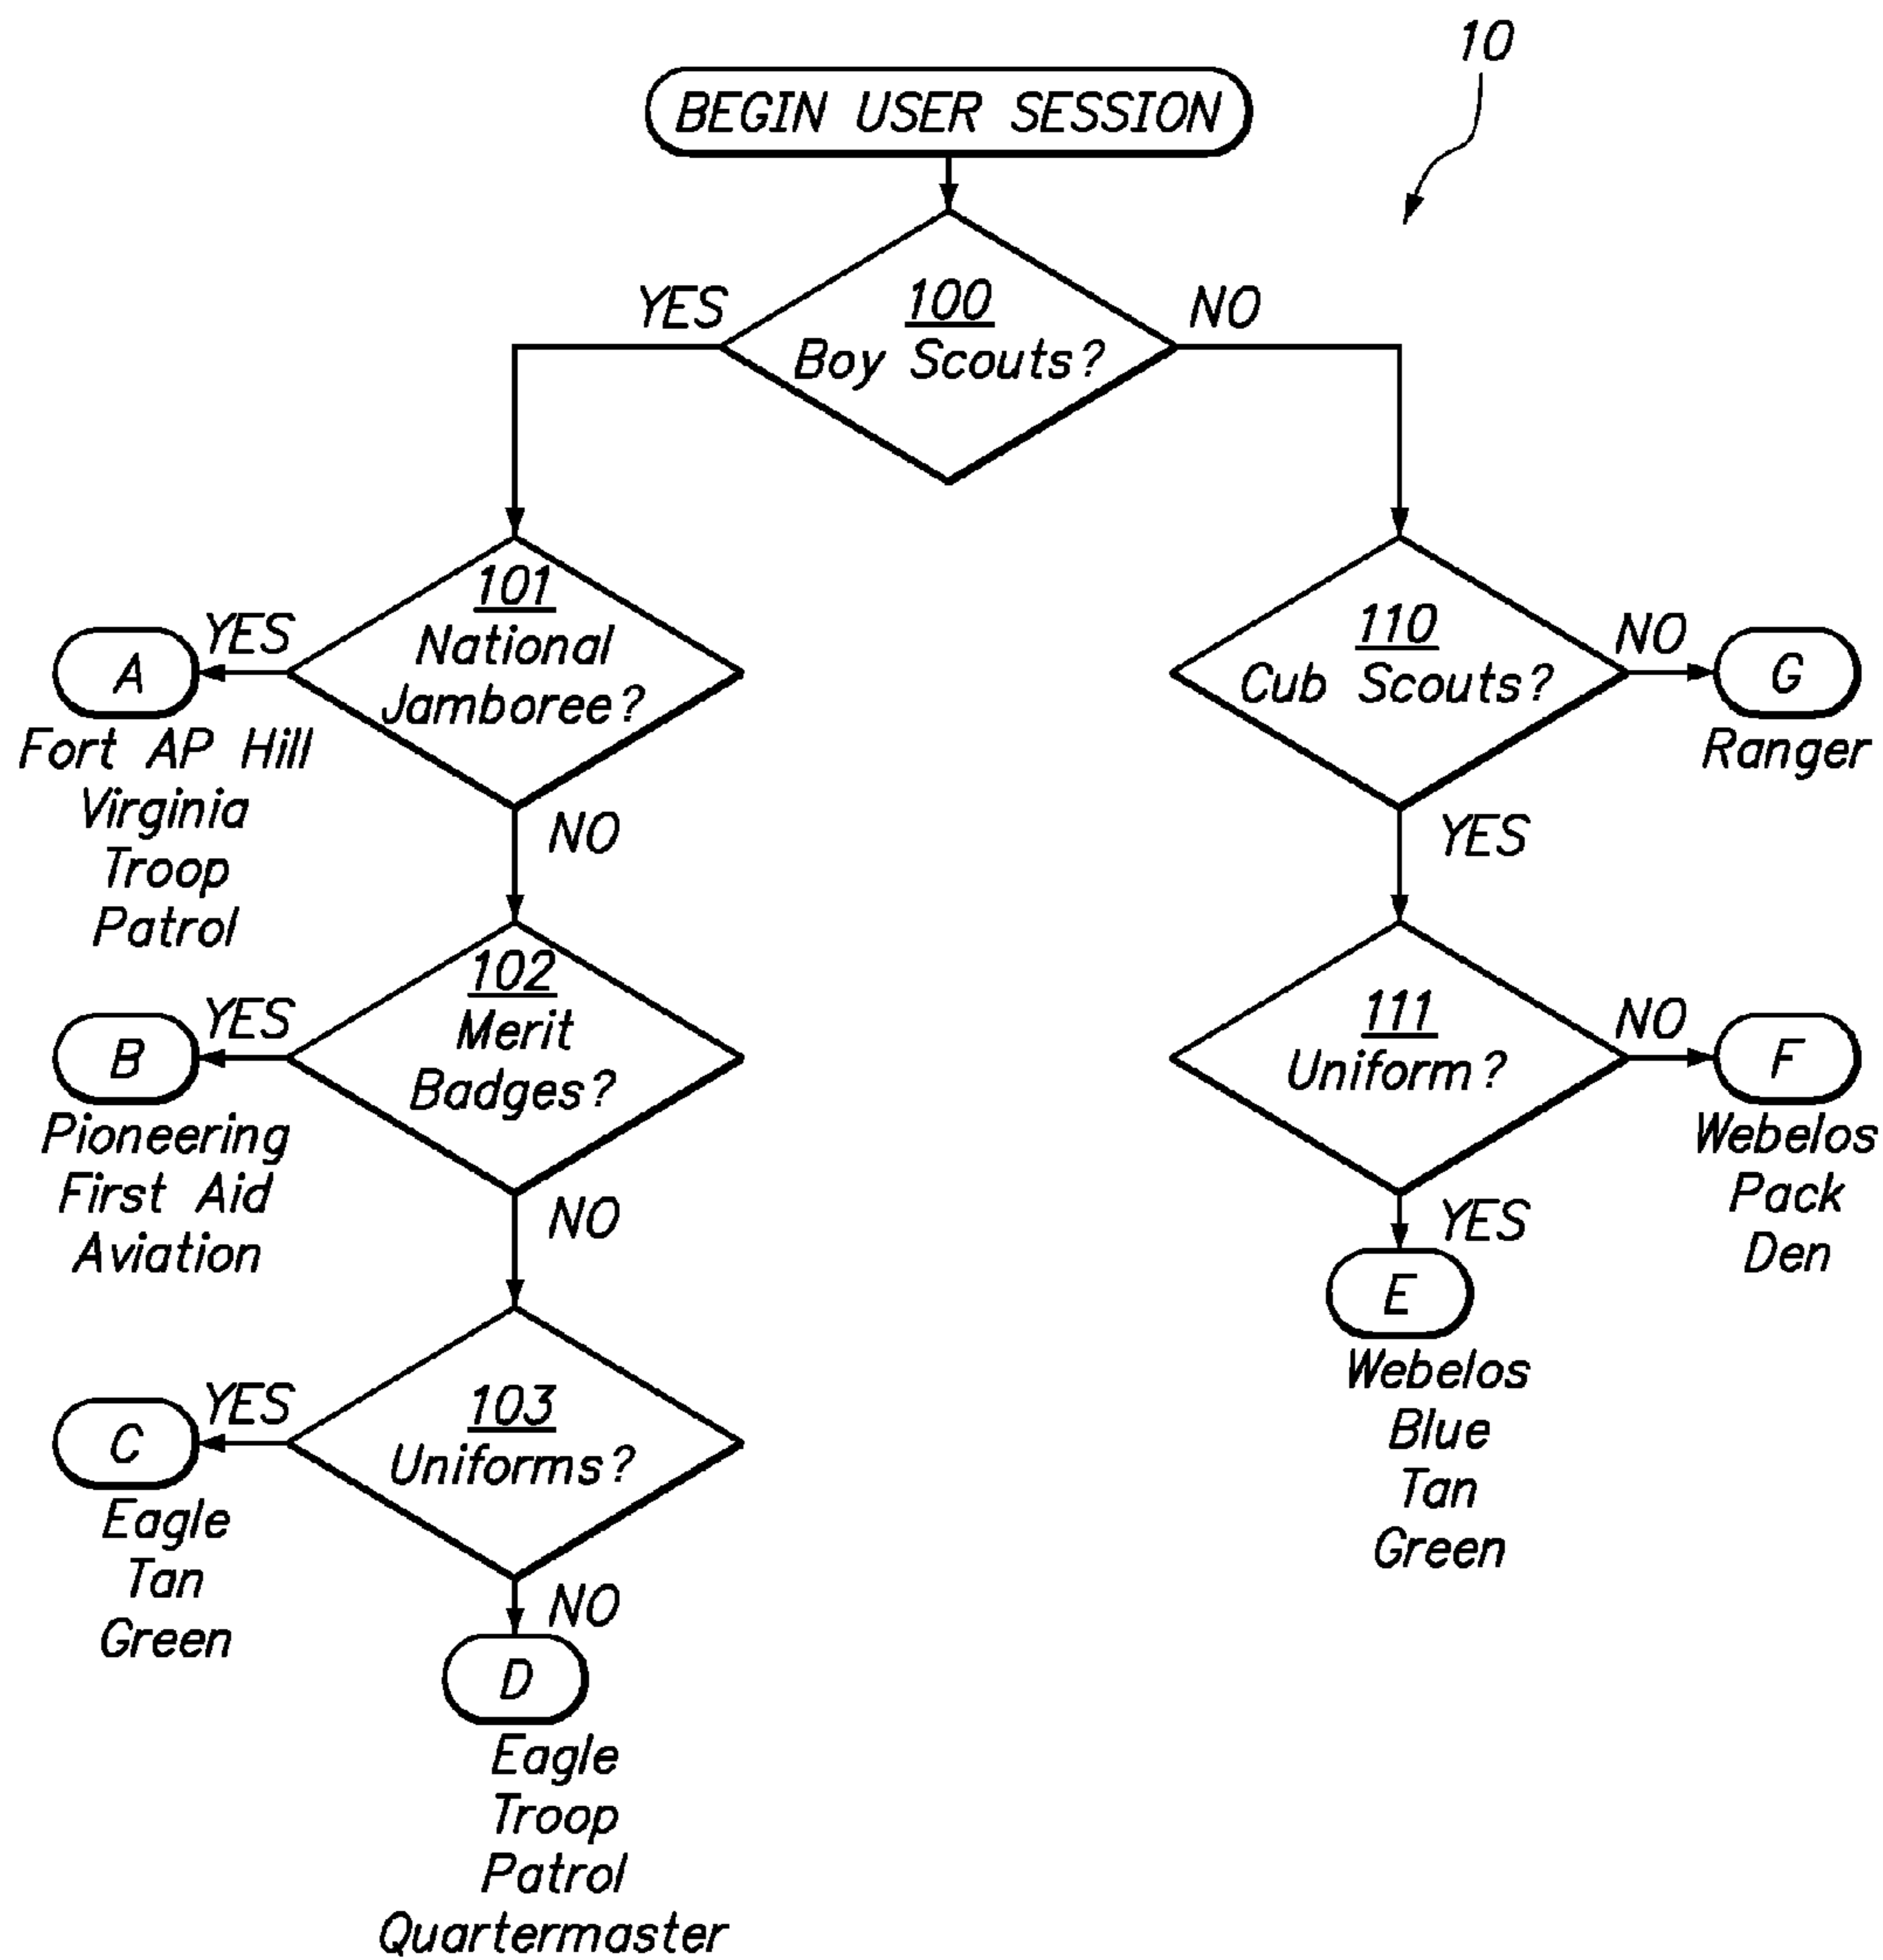 10
BEGIN USER SESSION
YES
100
NO
Boy Scouts?
101
National
Jamboree?
YES
A
Fort AP Hill
Virginia
Troop
Patrol
NO
110
Cub Scouts?
NO
G
Ranger
YES
102
Merit
Badges?
YES
B
Pioneering
First Aid
Aviation
NO
111
Uniform?
NO
F
Webelos
Pack
Den
YES
E
Webelos
Blue
Tan
Green
103
Uniforms?
YES
C
Eagle
Tan
Green
NO
D
Eagle
Troop
Patrol
Quartermaster